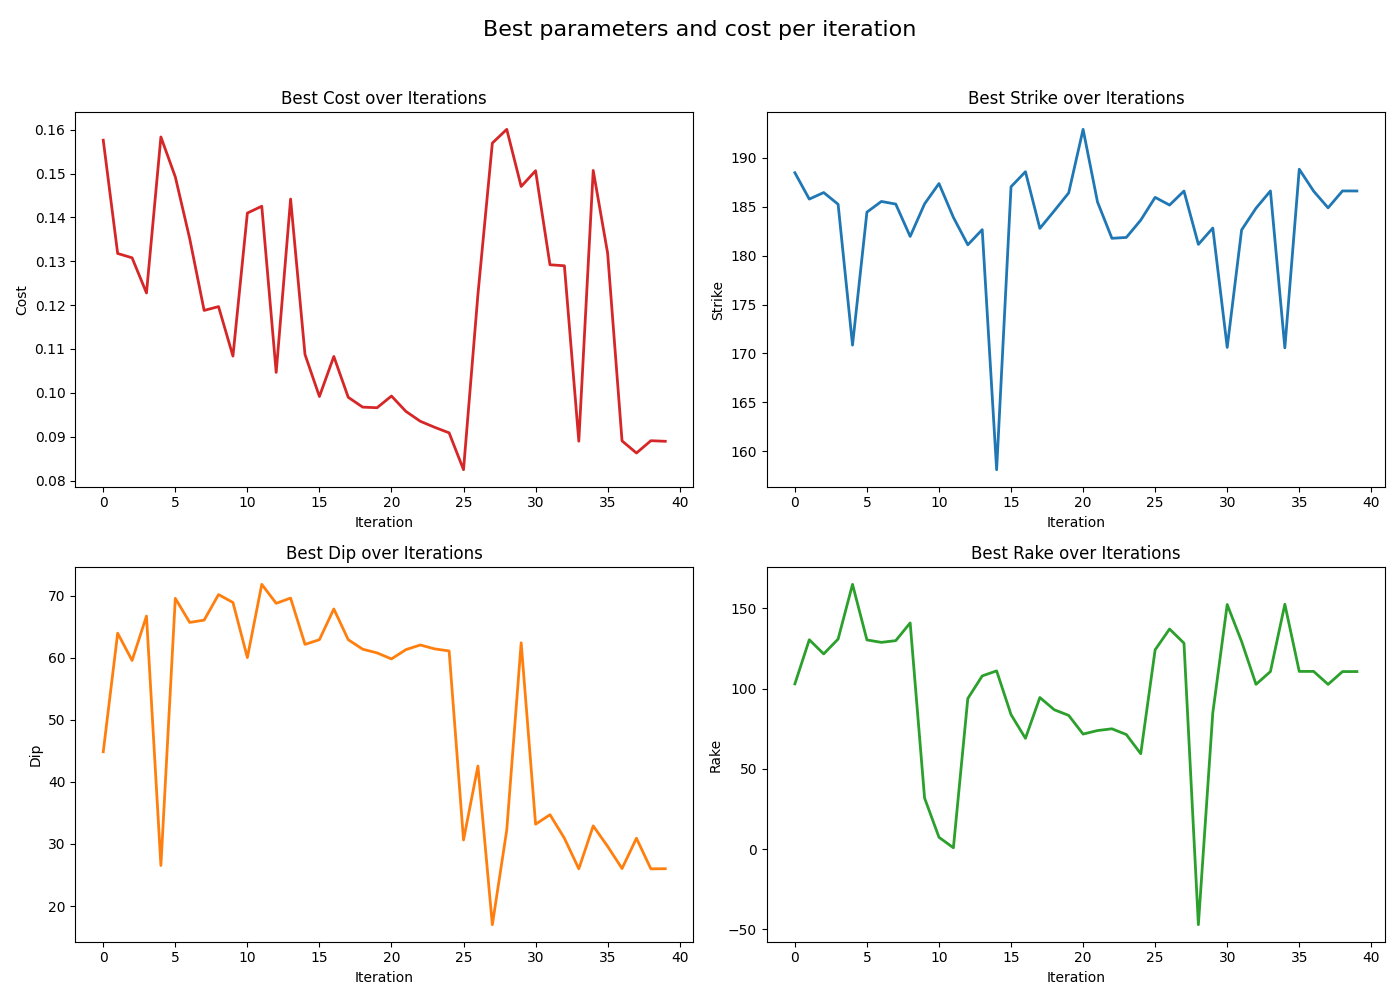 Best parameters and cost per iteration
Best Cost over Iterations
Cost
0.16
0.15
0.14
0.13
0.12
0.11
0.10
0.09
0.08
0 5 10 15 20 25 30 35 40
Iteration
Best Strike over Iterations
Strike
190
185
180
175
170
165
160
0 5 10 15 20 25 30 35 40
Iteration
Best Dip over Iterations
Dip
70
60
50
40
30
20
0 5 10 15 20 25 30 35 40
Iteration
Best Rake over Iterations
Rake
150
100
50
0
−50
0 5 10 15 20 25 30 35 40
Iteration